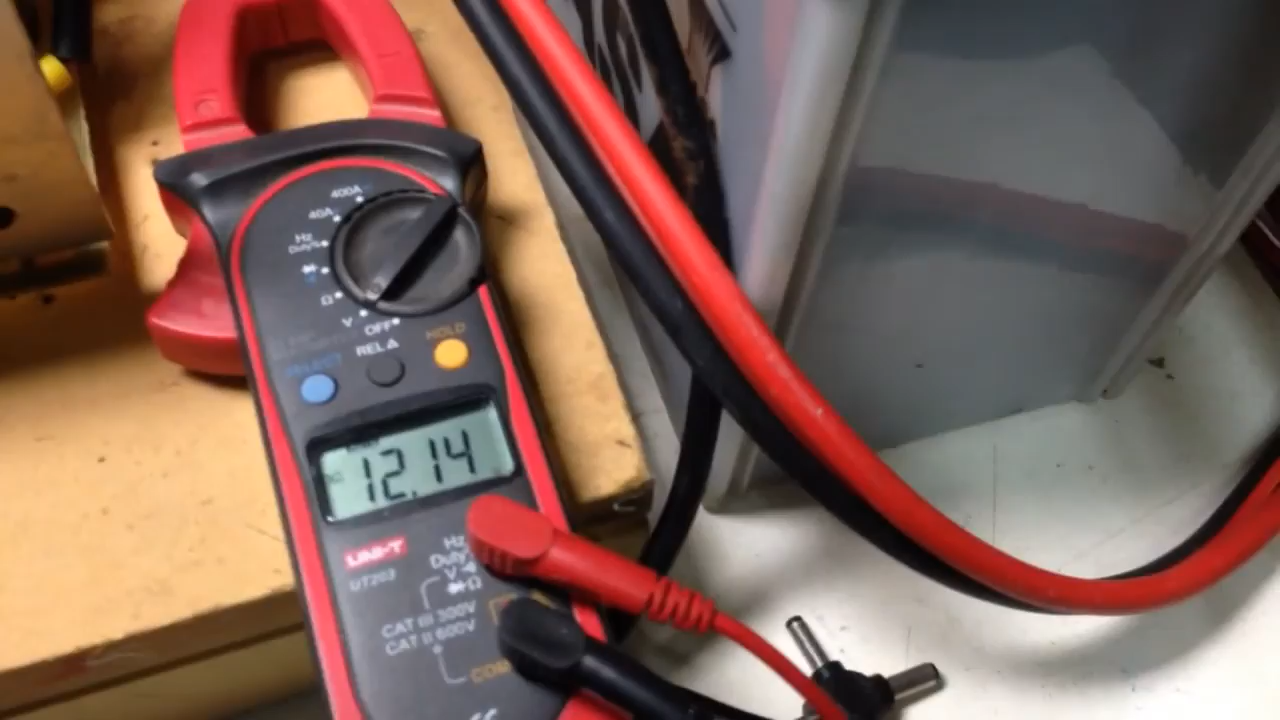 400A
40A
Hz
Duty%
Ω
V
OFF
SELECT
REL Δ
HOLD
12.14
UNI-T
UT203
Hz
Duty%
V
Ω
CAT III 300V
CAT II 600V
COM